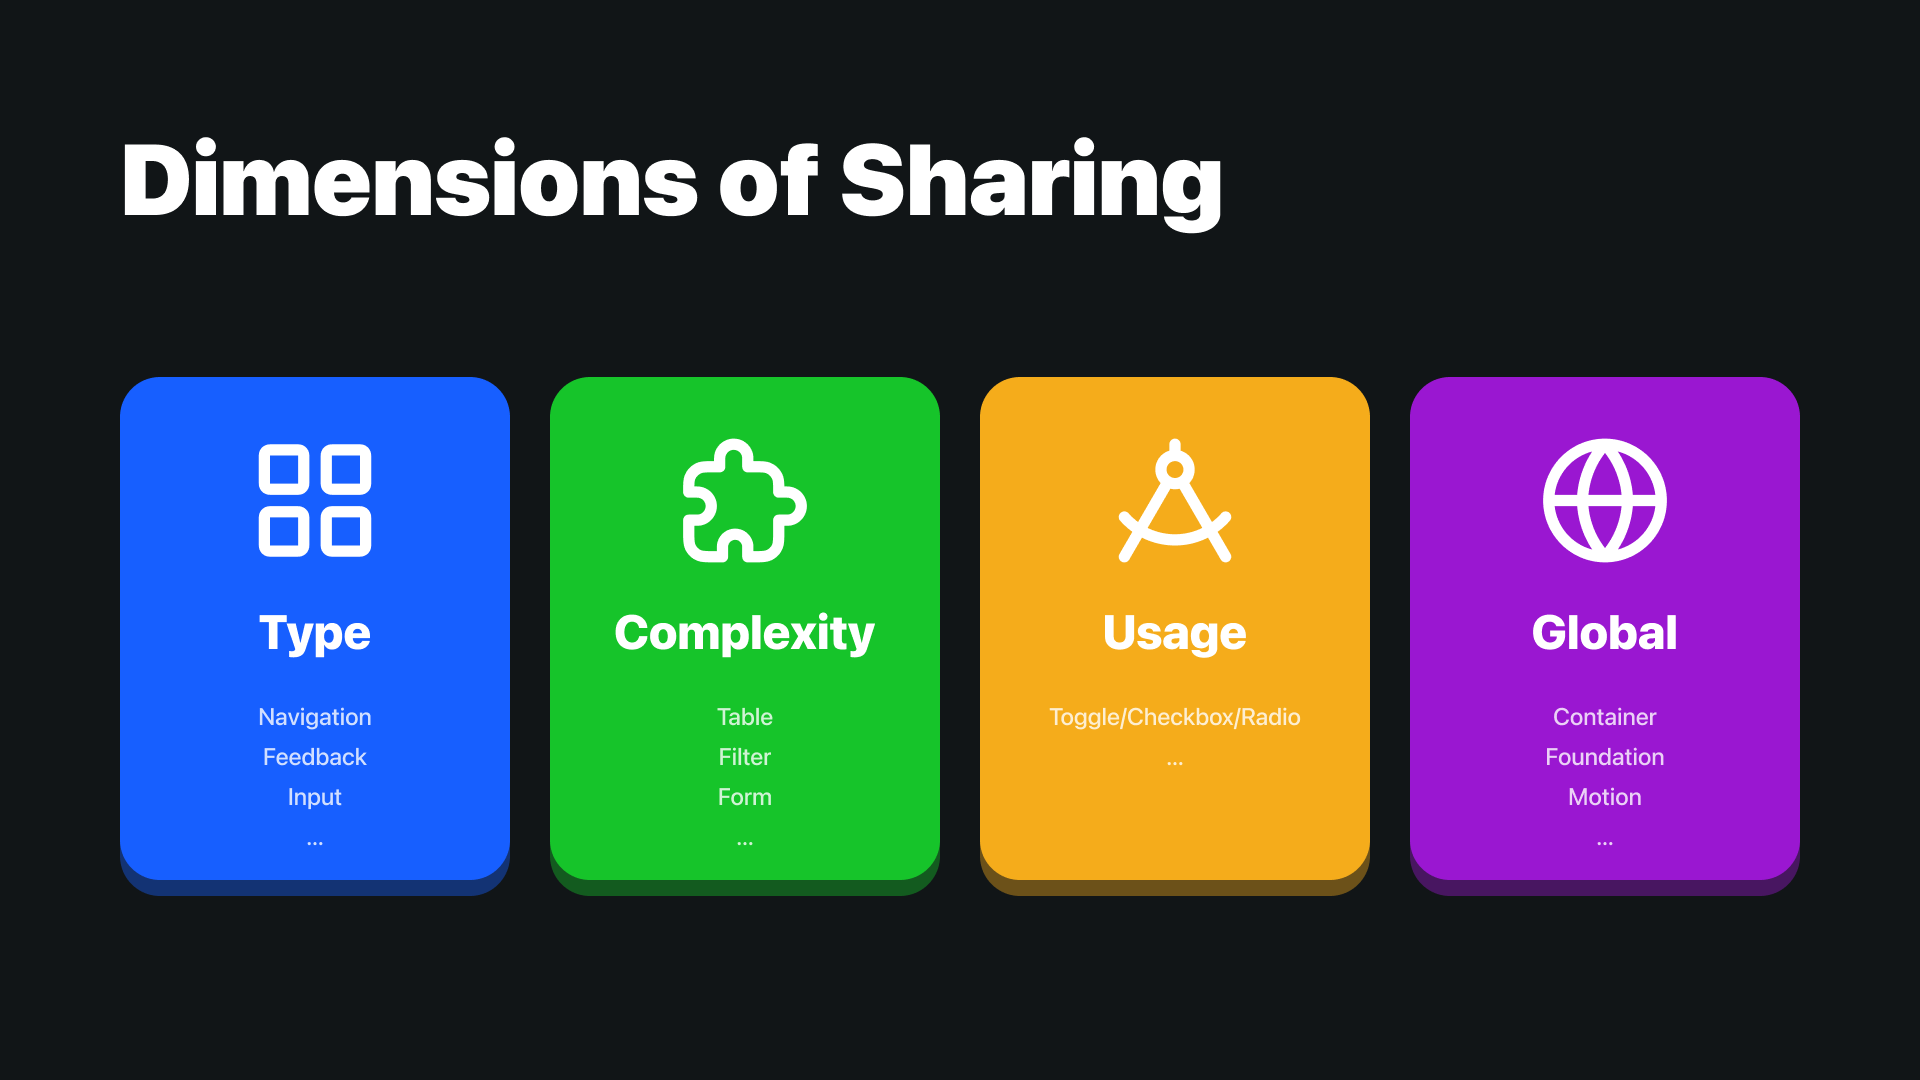 Dimensions of Sharing
Type
Navigation
Feedback
Input
...
Complexity
Table
Filter
Form
...
Usage
Toggle/Checkbox/Radio
...
Global
Container
Foundation
Motion
...